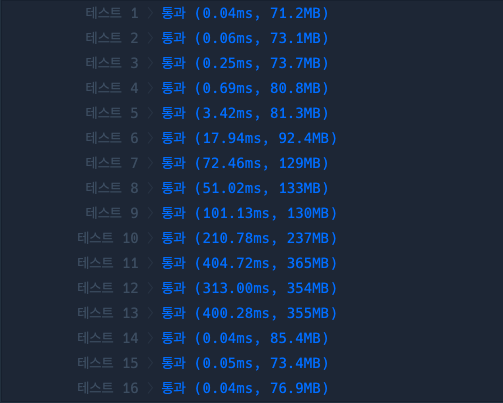 테스트 1 〉 통과 (0.04ms, 71.2MB)
테스트 2 〉 통과 (0.06ms, 73.1MB)
테스트 3 〉 통과 (0.25ms, 73.7MB)
테스트 4 〉 통과 (0.69ms, 80.8MB)
테스트 5 〉 통과 (3.42ms, 81.3MB)
테스트 6 〉 통과 (17.94ms, 92.4MB)
테스트 7 〉 통과 (72.46ms, 129MB)
테스트 8 〉 통과 (51.02ms, 133MB)
테스트 9 〉 통과 (101.13ms, 130MB)
테스트 10 〉 통과 (210.78ms, 237MB)
테스트 11 〉 통과 (404.72ms, 365MB)
테스트 12 〉 통과 (313.00ms, 354MB)
테스트 13 〉 통과 (400.28ms, 355MB)
테스트 14 〉 통과 (0.04ms, 85.4MB)
테스트 15 〉 통과 (0.05ms, 73.4MB)
테스트 16 〉 통과 (0.04ms, 76.9MB)